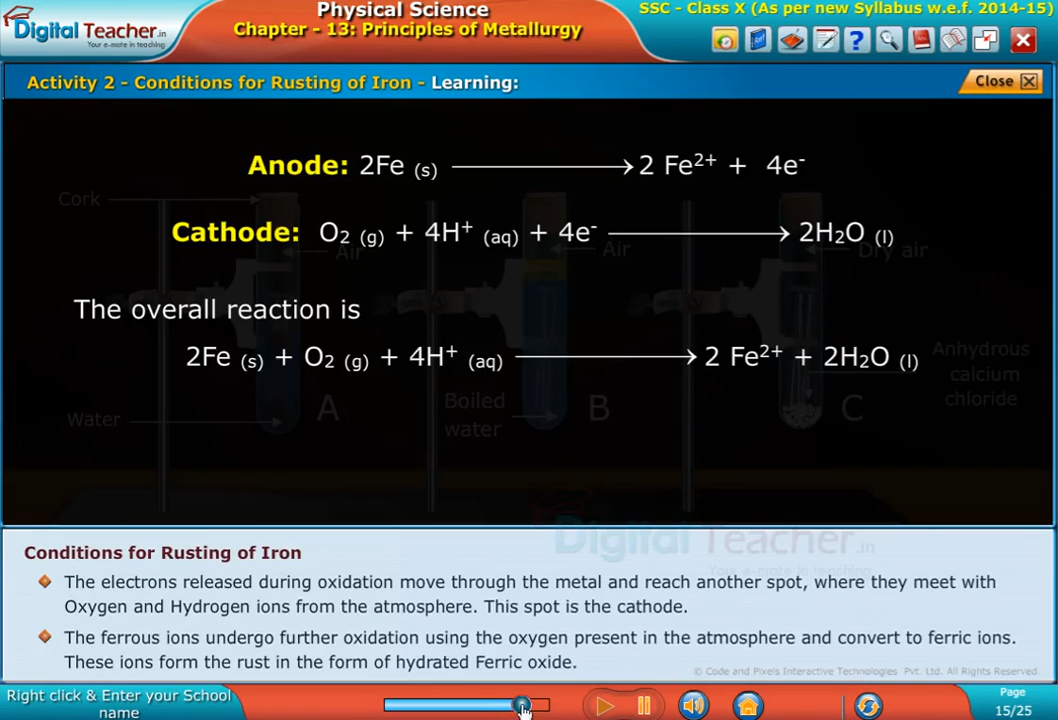 Physical Science
SSC - Class X (As per new Syllabus w.e.f. 2014-15)
Digital Teacher.in
Your e-mate in teaching
Chapter - 13: Principles of Metallurgy
Activity 2 - Conditions for Rusting of Iron - Learning:
Close
Anode: 2Fe (s) ⟶ 2 Fe²⁺ + 4e⁻
Cork
Cathode: O₂ (g) + 4H⁺ (aq) + 4e⁻ ⟶ 2H₂O (l)
Air
Air
Dry air
The overall reaction is
2Fe (s) + O₂ (g) + 4H⁺ (aq) ⟶ 2 Fe²⁺ + 2H₂O (l)
Anhydrous
calcium
chloride
Water
A
Boiled
water
B
C
Digital Teacher.in
Your e-mate in teaching
Conditions for Rusting of Iron
The electrons released during oxidation move through the metal and reach another spot, where they meet with
Oxygen and Hydrogen ions from the atmosphere. This spot is the cathode.
The ferrous ions undergo further oxidation using the oxygen present in the atmosphere and convert to ferric ions.
These ions form the rust in the form of hydrated Ferric oxide.
© Code and Pixels Interactive Technologies Pvt. Ltd. All Rights Reserved.
Right click & Enter your School
name
Page
15/25